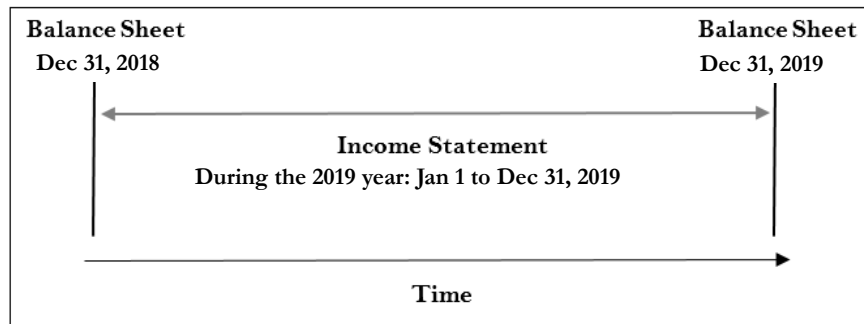 Balance Sheet
Dec 31, 2018
Balance Sheet
Dec 31, 2019
Income Statement
During the 2019 year: Jan 1 to Dec 31, 2019
Time